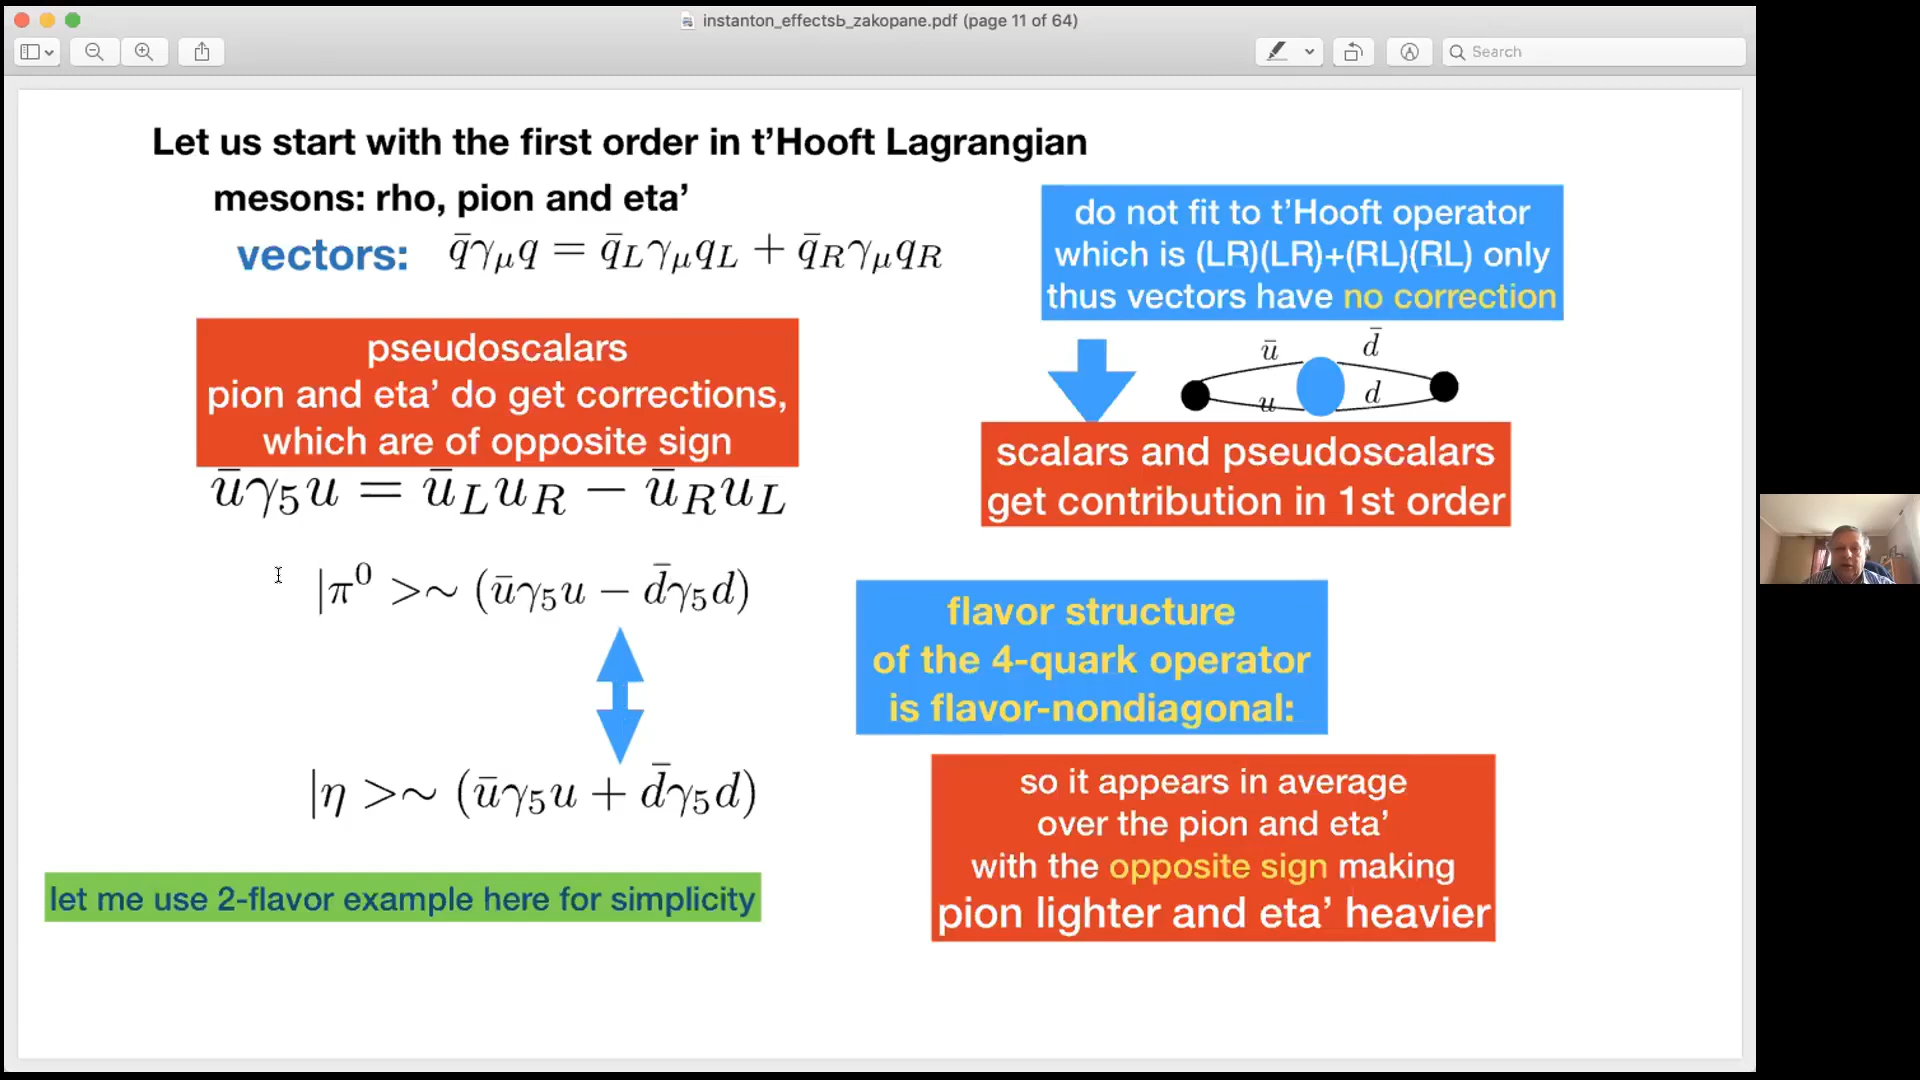 instanton_effectsb_zakopane.pdf (page 11 of 64)
Search
Let us start with the first order in t’Hooft Lagrangian
mesons: rho, pion and eta’
vectors: q̄γ_μq = q̄_Lγ_μq_L + q̄_Rγ_μq_R
do not fit to t’Hooft operator
which is (LR)(LR)+(RL)(RL) only
thus vectors have no correction
pseudoscalars
pion and eta’ do get corrections,
which are of opposite sign
ūγ₅u = ū_Lu_R − ū_Ru_L
ū d̄
u d
scalars and pseudoscalars
get contribution in 1st order
|π⁰ >∼ (ūγ₅u − d̄γ₅d)
flavor structure
of the 4-quark operator
is flavor-nondiagonal:
|η >∼ (ūγ₅u + d̄γ₅d)
so it appears in average
over the pion and eta’
with the opposite sign making
pion lighter and eta’ heavier
let me use 2-flavor example here for simplicity